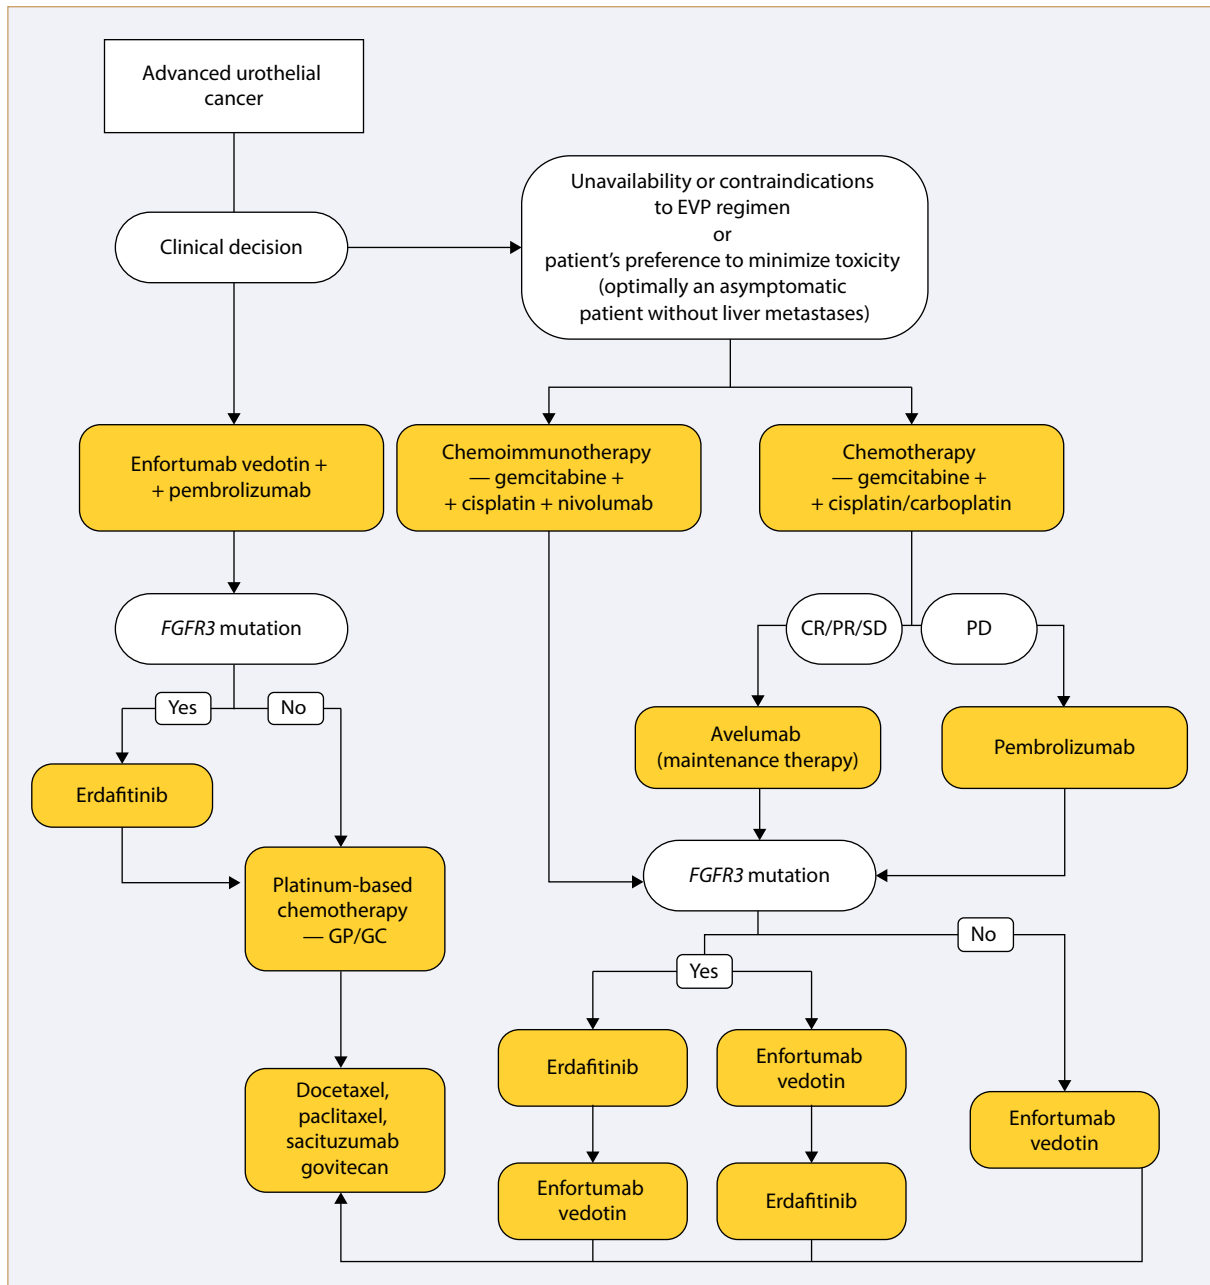 Advanced urothelial
cancer
Unavailability or contraindications
to EVP regimen
or
patient’s preference to minimize toxicity
(optimally an asymptomatic
patient without liver metastases)
Clinical decision
Enfortumab vedotin +
+ pembrolizumab
Chemoimmunotherapy
— gemcitabine +
+ cisplatin + nivolumab
Chemotherapy
— gemcitabine +
+ cisplatin/carboplatin
FGFR3 mutation
CR/PR/SD
PD
Yes
No
Avelumab
(maintenance therapy)
Pembrolizumab
Erdafitinib
Platinum-based
chemotherapy
— GP/GC
FGFR3 mutation
No
Yes
Erdafitinib
Enfortumab
vedotin
Docetaxel,
paclitaxel,
sacituzumab
govitecan
Enfortumab
vedotin
Enfortumab
vedotin
Erdafitinib